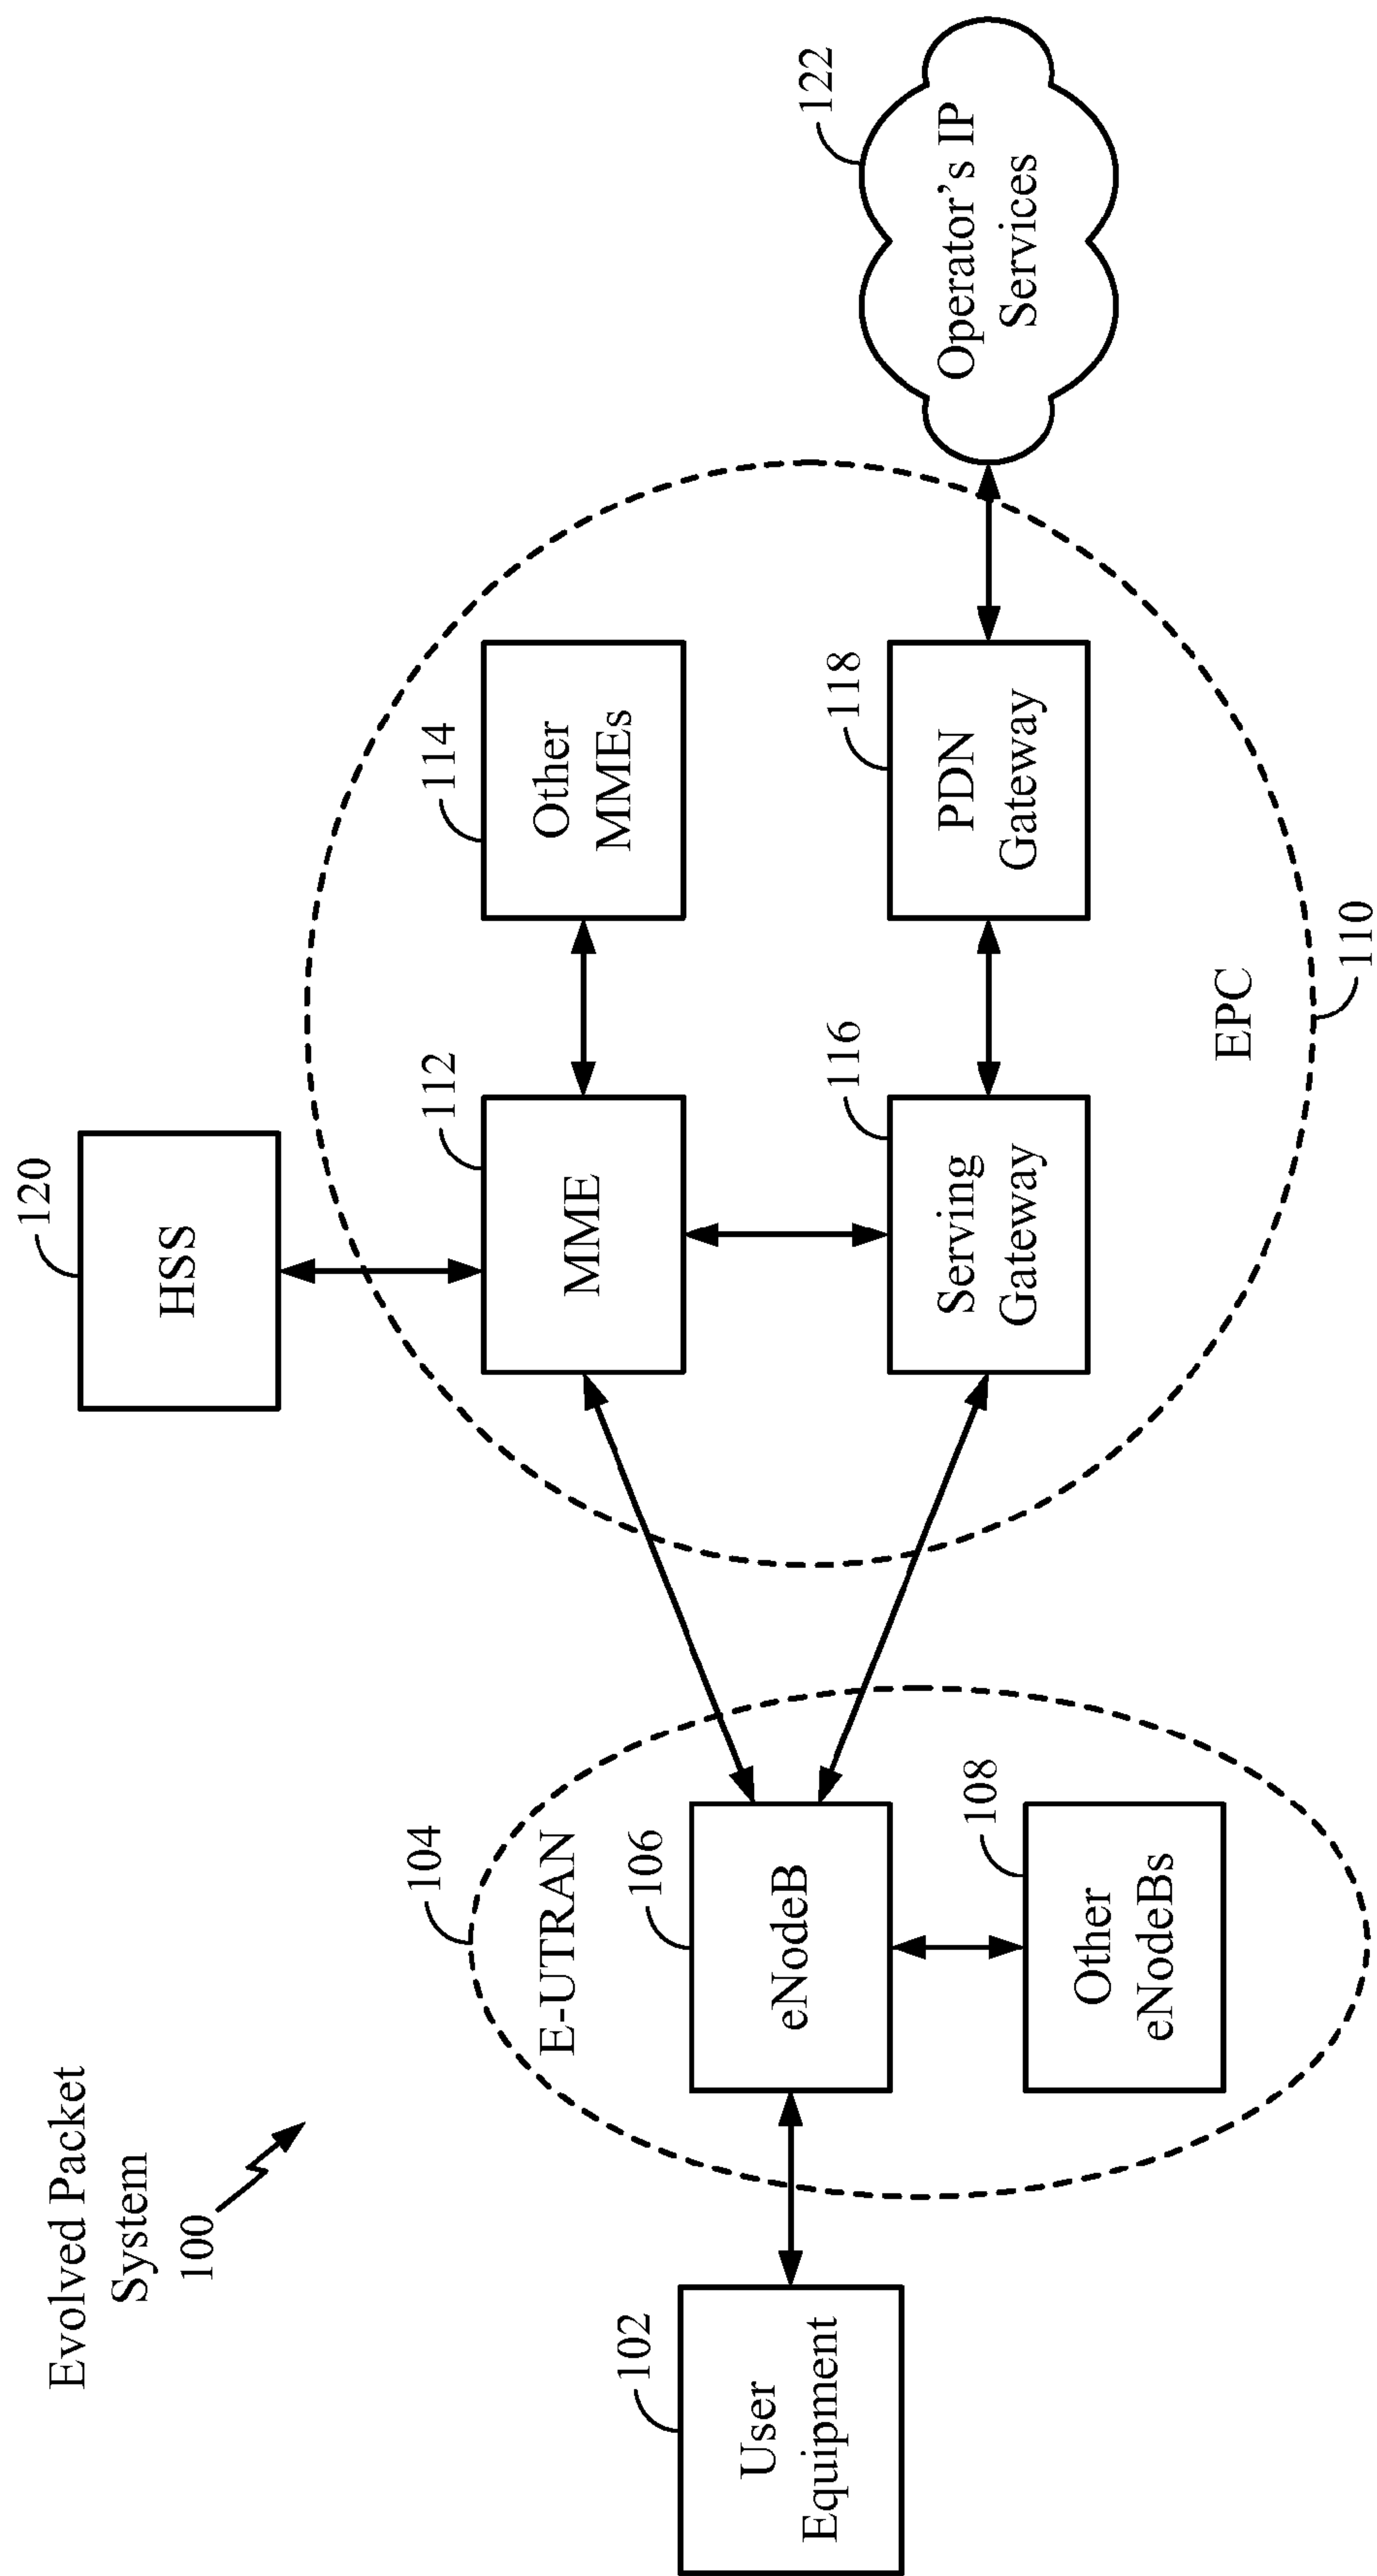 Evolved Packet
System
100
102
User
Equipment
104
E-UTRAN
106
eNodeB
108
Other
eNodeBs
120
HSS
112
MME
114
Other
MMEs
116
Serving
Gateway
118
PDN
Gateway
EPC
110
122
Operator’s IP
Services